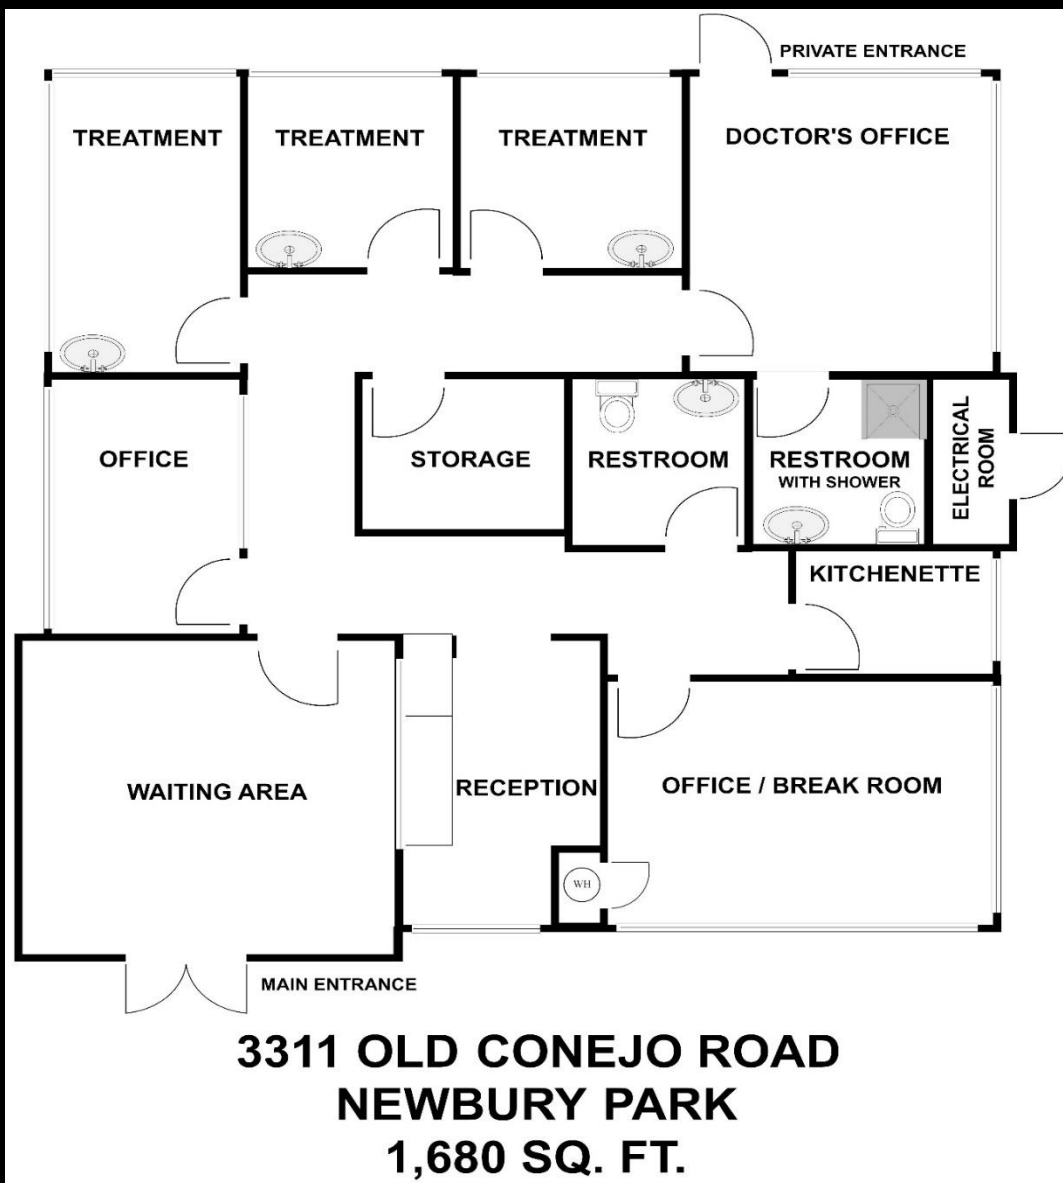 PRIVATE ENTRANCE
TREATMENT
TREATMENT
TREATMENT
DOCTOR'S OFFICE
OFFICE
STORAGE
RESTROOM
RESTROOM
WITH SHOWER
ELECTRICAL
ROOM
KITCHENETTE
WAITING AREA
RECEPTION
OFFICE / BREAK ROOM
WH
MAIN ENTRANCE
3311 OLD CONEJO ROAD
NEWBURY PARK
1,680 SQ. FT.